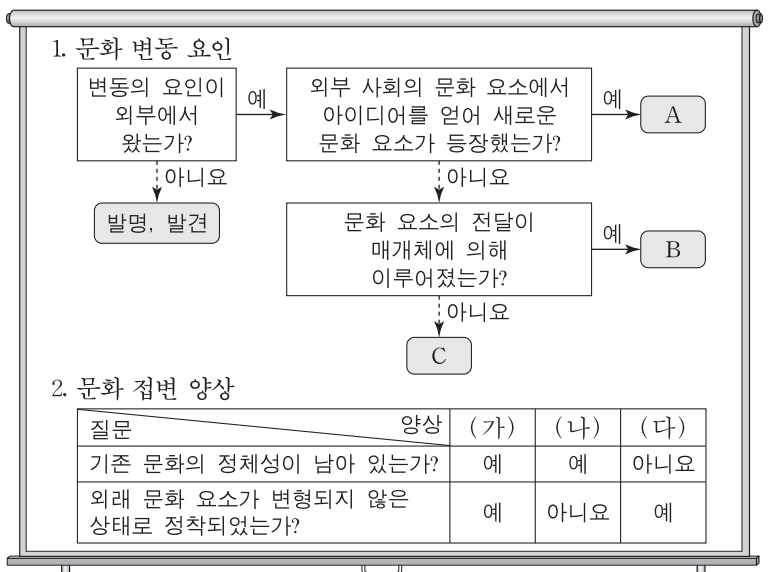 1. 문화 변동 요인
변동의 요인이
외부에서
왔는가?
예
외부 사회의 문화 요소에서
아이디어를 얻어 새로운
문화 요소가 등장했는가?
예
A
아니요
발명, 발견
아니요
문화 요소의 전달이
매개체에 의해
이루어졌는가?
예
B
아니요
C
2. 문화 접변 양상
질문 양상 (가) (나) (다)
기존 문화의 정체성이 남아 있는가? 예 예 아니요
외래 문화 요소가 변형되지 않은
상태로 정착되었는가? 예 아니요 예